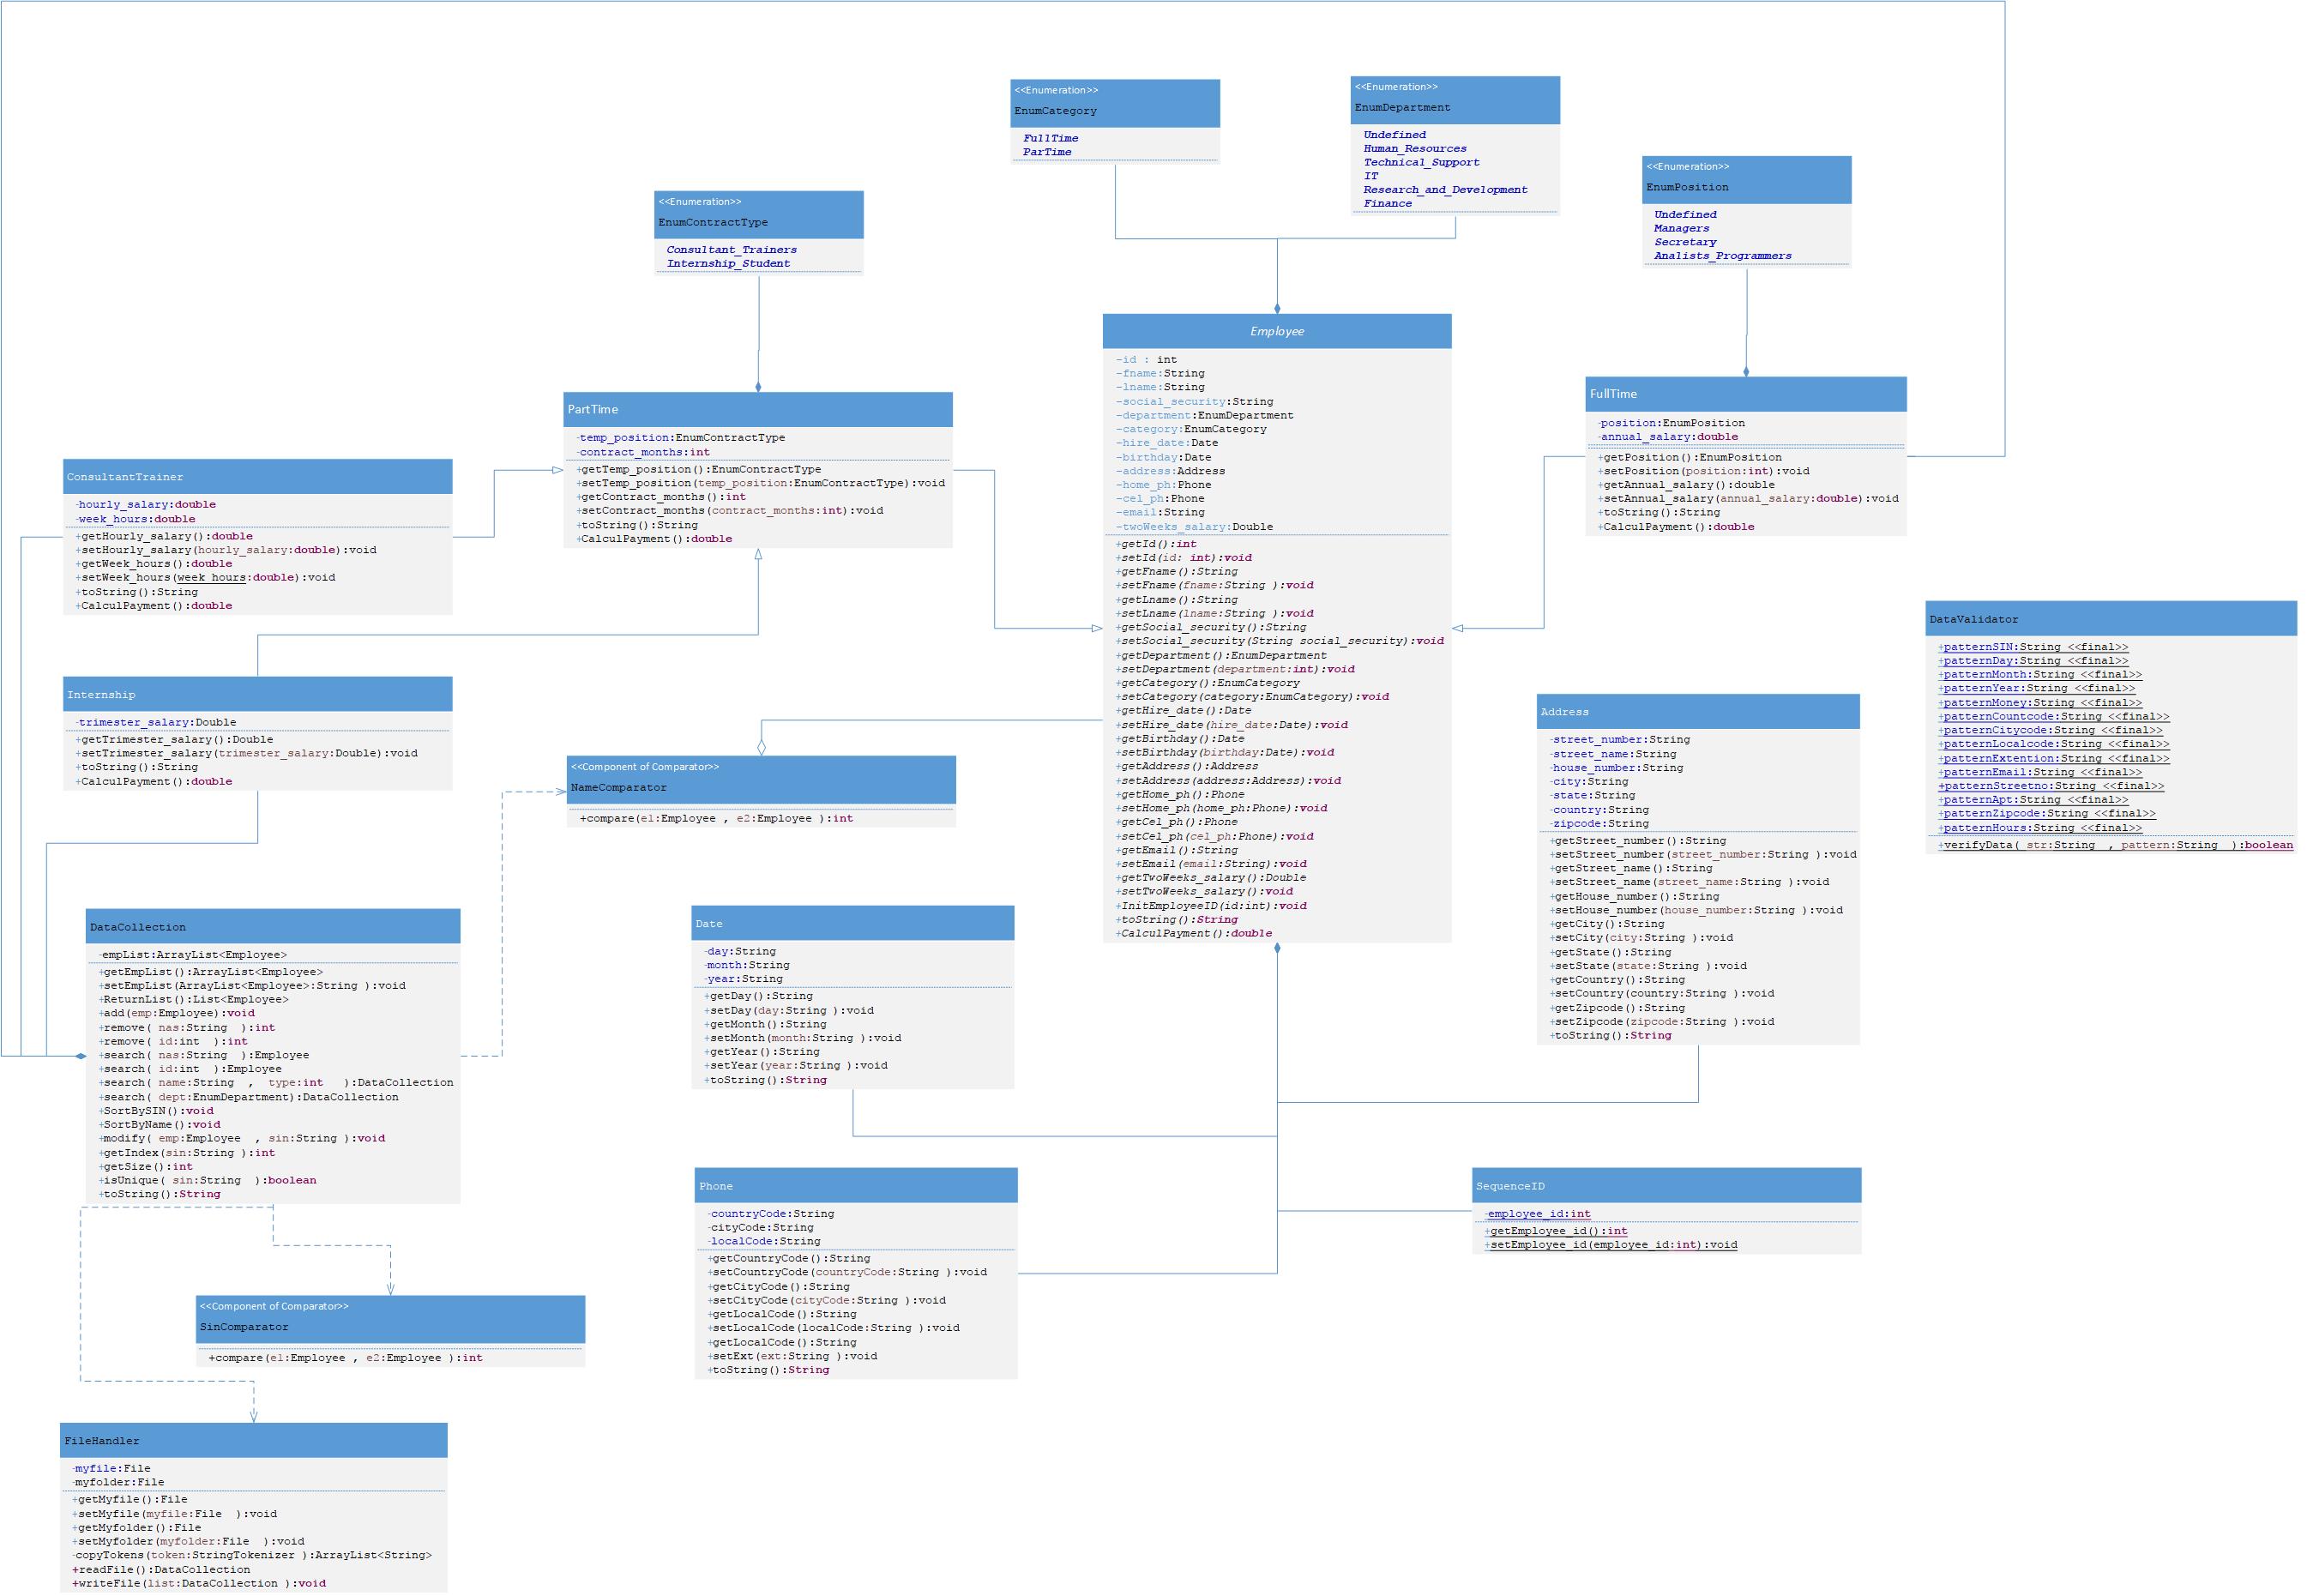 <<Enumeration>>
EnumCategory
FullTime
ParTime
<<Enumeration>>
EnumDepartment
Undefined
Human_Resources
Technical_Support
IT
Research_and_Development
Finance
<<Enumeration>>
EnumPosition
Undefined
Managers
Secretary
Analists_Programmers
<<Enumeration>>
EnumContractType
Consultant_Trainers
Internship_Student
Employee
-id : int
-fname:String
-lname:String
-social_security:String
-department:EnumDepartment
-category:EnumCategory
-hire_date:Date
-birthday:Date
-address:Address
-home_ph:Phone
-cel_ph:Phone
-email:String
-twoWeeks_salary:Double
+getId():int
+setId(id: int):void
+getFname():String
+setFname(fname:String ):void
+getLname():String
+setLname(lname:String ):void
+getSocial_security():String
+setSocial_security(String social_security):void
+getDepartment():EnumDepartment
+setDepartment(department:int):void
+getCategory():EnumCategory
+setCategory(category:EnumCategory):void
+getHire_date():Date
+setHire_date(hire_date:Date):void
+getBirthday():Date
+setBirthday(birthday:Date):void
+getAddress():Address
+setAddress(address:Address):void
+getHome_ph():Phone
+setHome_ph(home_ph:Phone):void
+getCel_ph():Phone
+setCel_ph(cel_ph:Phone):void
+getEmail():String
+setEmail(email:String):void
+getTwoWeeks_salary():Double
+setTwoWeeks_salary():void
+InitEmployeeID(id:int):void
+toString():String
+CalculPayment():double
FullTime
-position:EnumPosition
-annual_salary:double
+getPosition():EnumPosition
+setPosition(position:int):void
+getAnnual_salary():double
+setAnnual_salary(annual_salary:double):void
+toString():String
+CalculPayment():double
PartTime
-temp_position:EnumContractType
-contract_months:int
+getTemp_position():EnumContractType
+setTemp_position(temp_position:EnumContractType):void
+getContract_months():int
+setContract_months(contract_months:int):void
+toString():String
+CalculPayment():double
ConsultantTrainer
-hourly_salary:double
-week_hours:double
+getHourly_salary():double
+setHourly_salary(hourly_salary:double):void
+getWeek_hours():double
+setWeek_hours(week_hours:double):void
+toString():String
+CalculPayment():double
DataValidator
+patternSIN:String <<final>>
+patternDay:String <<final>>
+patternMonth:String <<final>>
+patternYear:String <<final>>
+patternMoney:String <<final>>
+patternCountcode:String <<final>>
+patternCitycode:String <<final>>
+patternLocalcode:String <<final>>
+patternExtention:String <<final>>
+patternEmail:String <<final>>
+patternStreetno:String <<final>>
+patternApt:String <<final>>
+patternZipcode:String <<final>>
+patternHours:String <<final>>
+verifyData( str:String , pattern:String ):boolean
Internship
-trimester_salary:Double
+getTrimester_salary():Double
+setTrimester_salary(trimester_salary:Double):void
+toString():String
+CalculPayment():double
Address
-street_number:String
-street_name:String
-house_number:String
-city:String
-state:String
-country:String
-zipcode:String
+getStreet_number():String
+setStreet_number(street_number:String ):void
+getStreet_name():String
+setStreet_name(street_name:String ):void
+getHouse_number():String
+setHouse_number(house_number:String ):void
+getCity():String
+setCity(city:String ):void
+getState():String
+setState(state:String ):void
+getCountry():String
+setCountry(country:String ):void
+getZipcode():String
+setZipcode(zipcode:String ):void
+toString():String
<<Component of Comparator>>
NameComparator
+compare(e1:Employee , e2:Employee ):int
DataCollection
-empList:ArrayList<Employee>
+getEmpList():ArrayList<Employee>
+setEmpList(ArrayList<Employee>:String ):void
+ReturnList():List<Employee>
+add(emp:Employee):void
+remove( nas:String ):int
+remove( id:int ):int
+search( nas:String ):Employee
+search( id:int ):Employee
+search( name:String , type:int ):DataCollection
+search( dept:EnumDepartment):DataCollection
+SortBySIN():void
+SortByName():void
+modify( emp:Employee , sin:String ):void
+getIndex(sin:String ):int
+getSize():int
+isUnique( sin:String ):boolean
+toString():String
Date
-day:String
-month:String
-year:String
+getDay():String
+setDay(day:String ):void
+getMonth():String
+setMonth(month:String ):void
+getYear():String
+setYear(year:String ):void
+toString():String
Phone
-countryCode:String
-cityCode:String
-localCode:String
+getCountryCode():String
+setCountryCode(countryCode:String ):void
+getCityCode():String
+setCityCode(cityCode:String ):void
+getLocalCode():String
+setLocalCode(localCode:String ):void
+getLocalCode():String
+setExt(ext:String ):void
+toString():String
SequenceID
-employee_id:int
+getEmployee_id():int
+setEmployee_id(employee_id:int):void
<<Component of Comparator>>
SinComparator
+compare(e1:Employee , e2:Employee ):int
FileHandler
-myfile:File
-myfolder:File
+getMyfile():File
+setMyfile(myfile:File ):void
+getMyfolder():File
+setMyfolder(myfolder:File ):void
-copyTokens(token:StringTokenizer ):ArrayList<String>
+readFile():DataCollection
+writeFile(list:DataCollection ):void